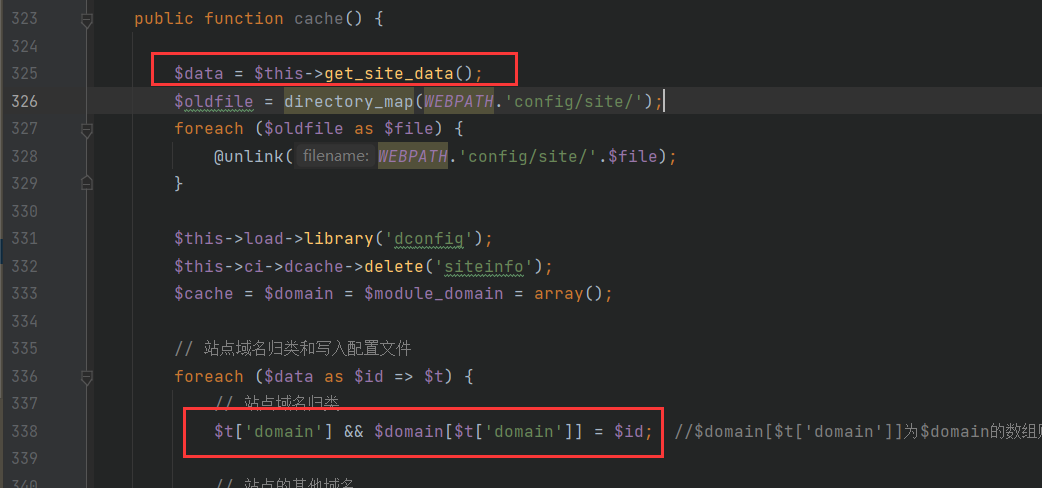 323 public function cache() {
324
325 $data = $this->get_site_data();
326 $oldfile = directory_map(WEBPATH.'config/site/');
327 foreach ($oldfile as $file) {
328 @unlink( filename: WEBPATH.'config/site/'.$file);
329 }
330
331 $this->load->library('dconfig');
332 $this->ci->dcache->delete('siteinfo');
333 $cache = $domain = $module_domain = array();
334
335 // 站点域名归类和写入配置文件
336 foreach ($data as $id => $t) {
337 // 站点域名归类
338 $t['domain'] && $domain[$t['domain']] = $id; //$domain[$t['domain']]为$domain的数组
339
340 // 站点的其他域名